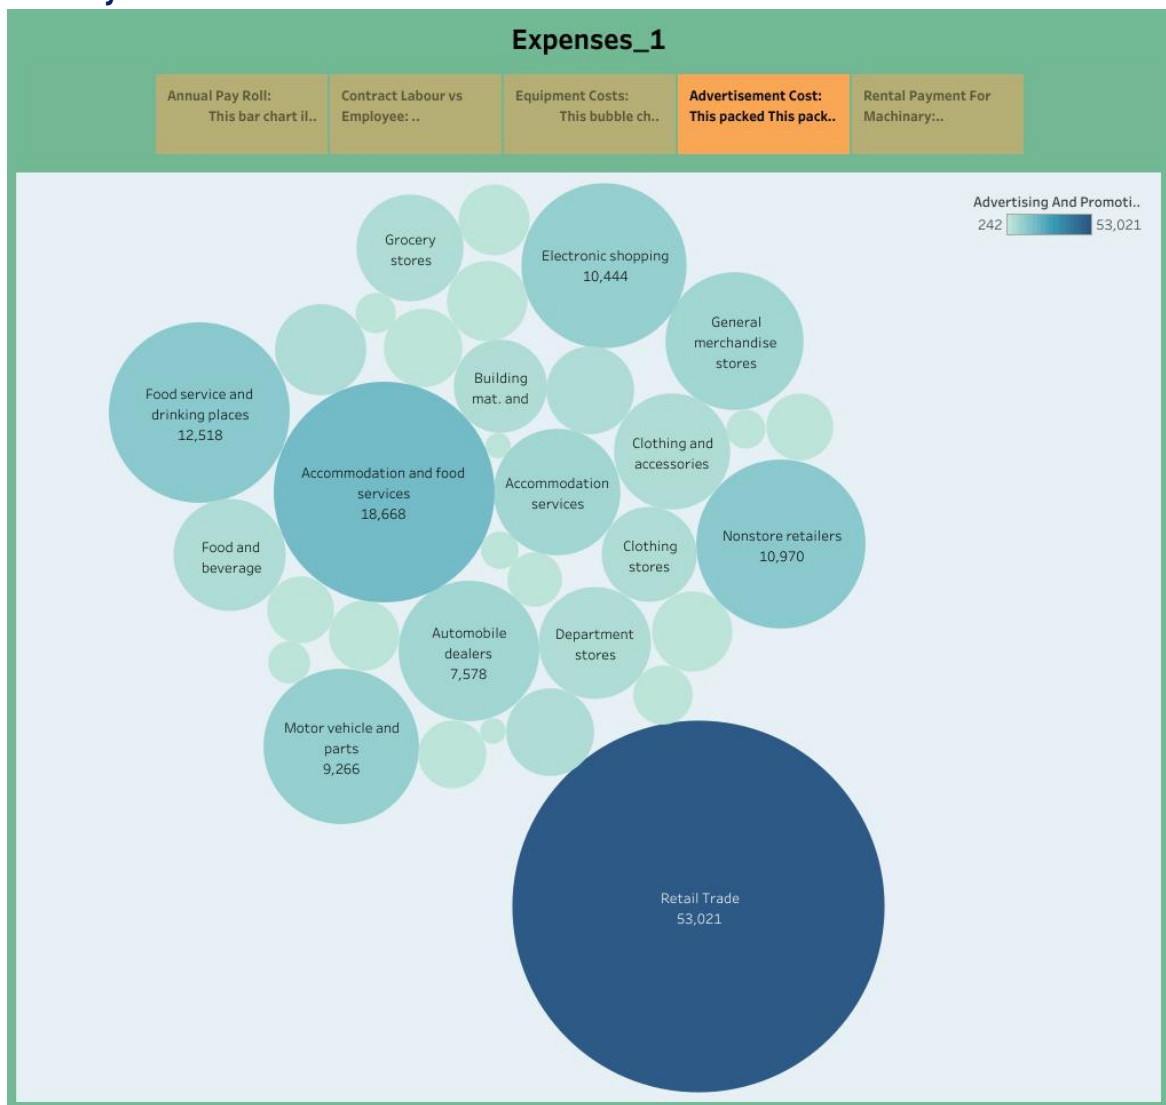 Expenses_1
Annual Pay Roll:
This bar chart il..
Contract Labour vs
Employee: ..
Equipment Costs:
This bubble ch..
Advertisement Cost:
This packed This pack..
Rental Payment For
Machinary:..
Advertising And Promoti..
242
53,021
Grocery
stores
Electronic shopping
10,444
General
merchandise
stores
Building
mat. and
Food service and
drinking places
12,518
Clothing and
accessories
Accommodation and food
services
18,668
Accommodation
services
Nonstore retailers
10,970
Food and
beverage
Clothing
stores
Automobile
dealers
7,578
Department
stores
Motor vehicle and
parts
9,266
Retail Trade
53,021